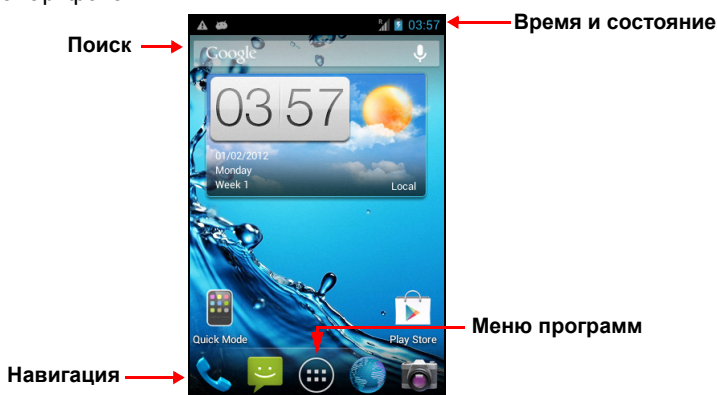 Время и состояние
03:57
Поиск
Google
03 57
01/02/2012
Monday
Week 1
Local
Quick Mode
Play Store
Меню программ
Навигация